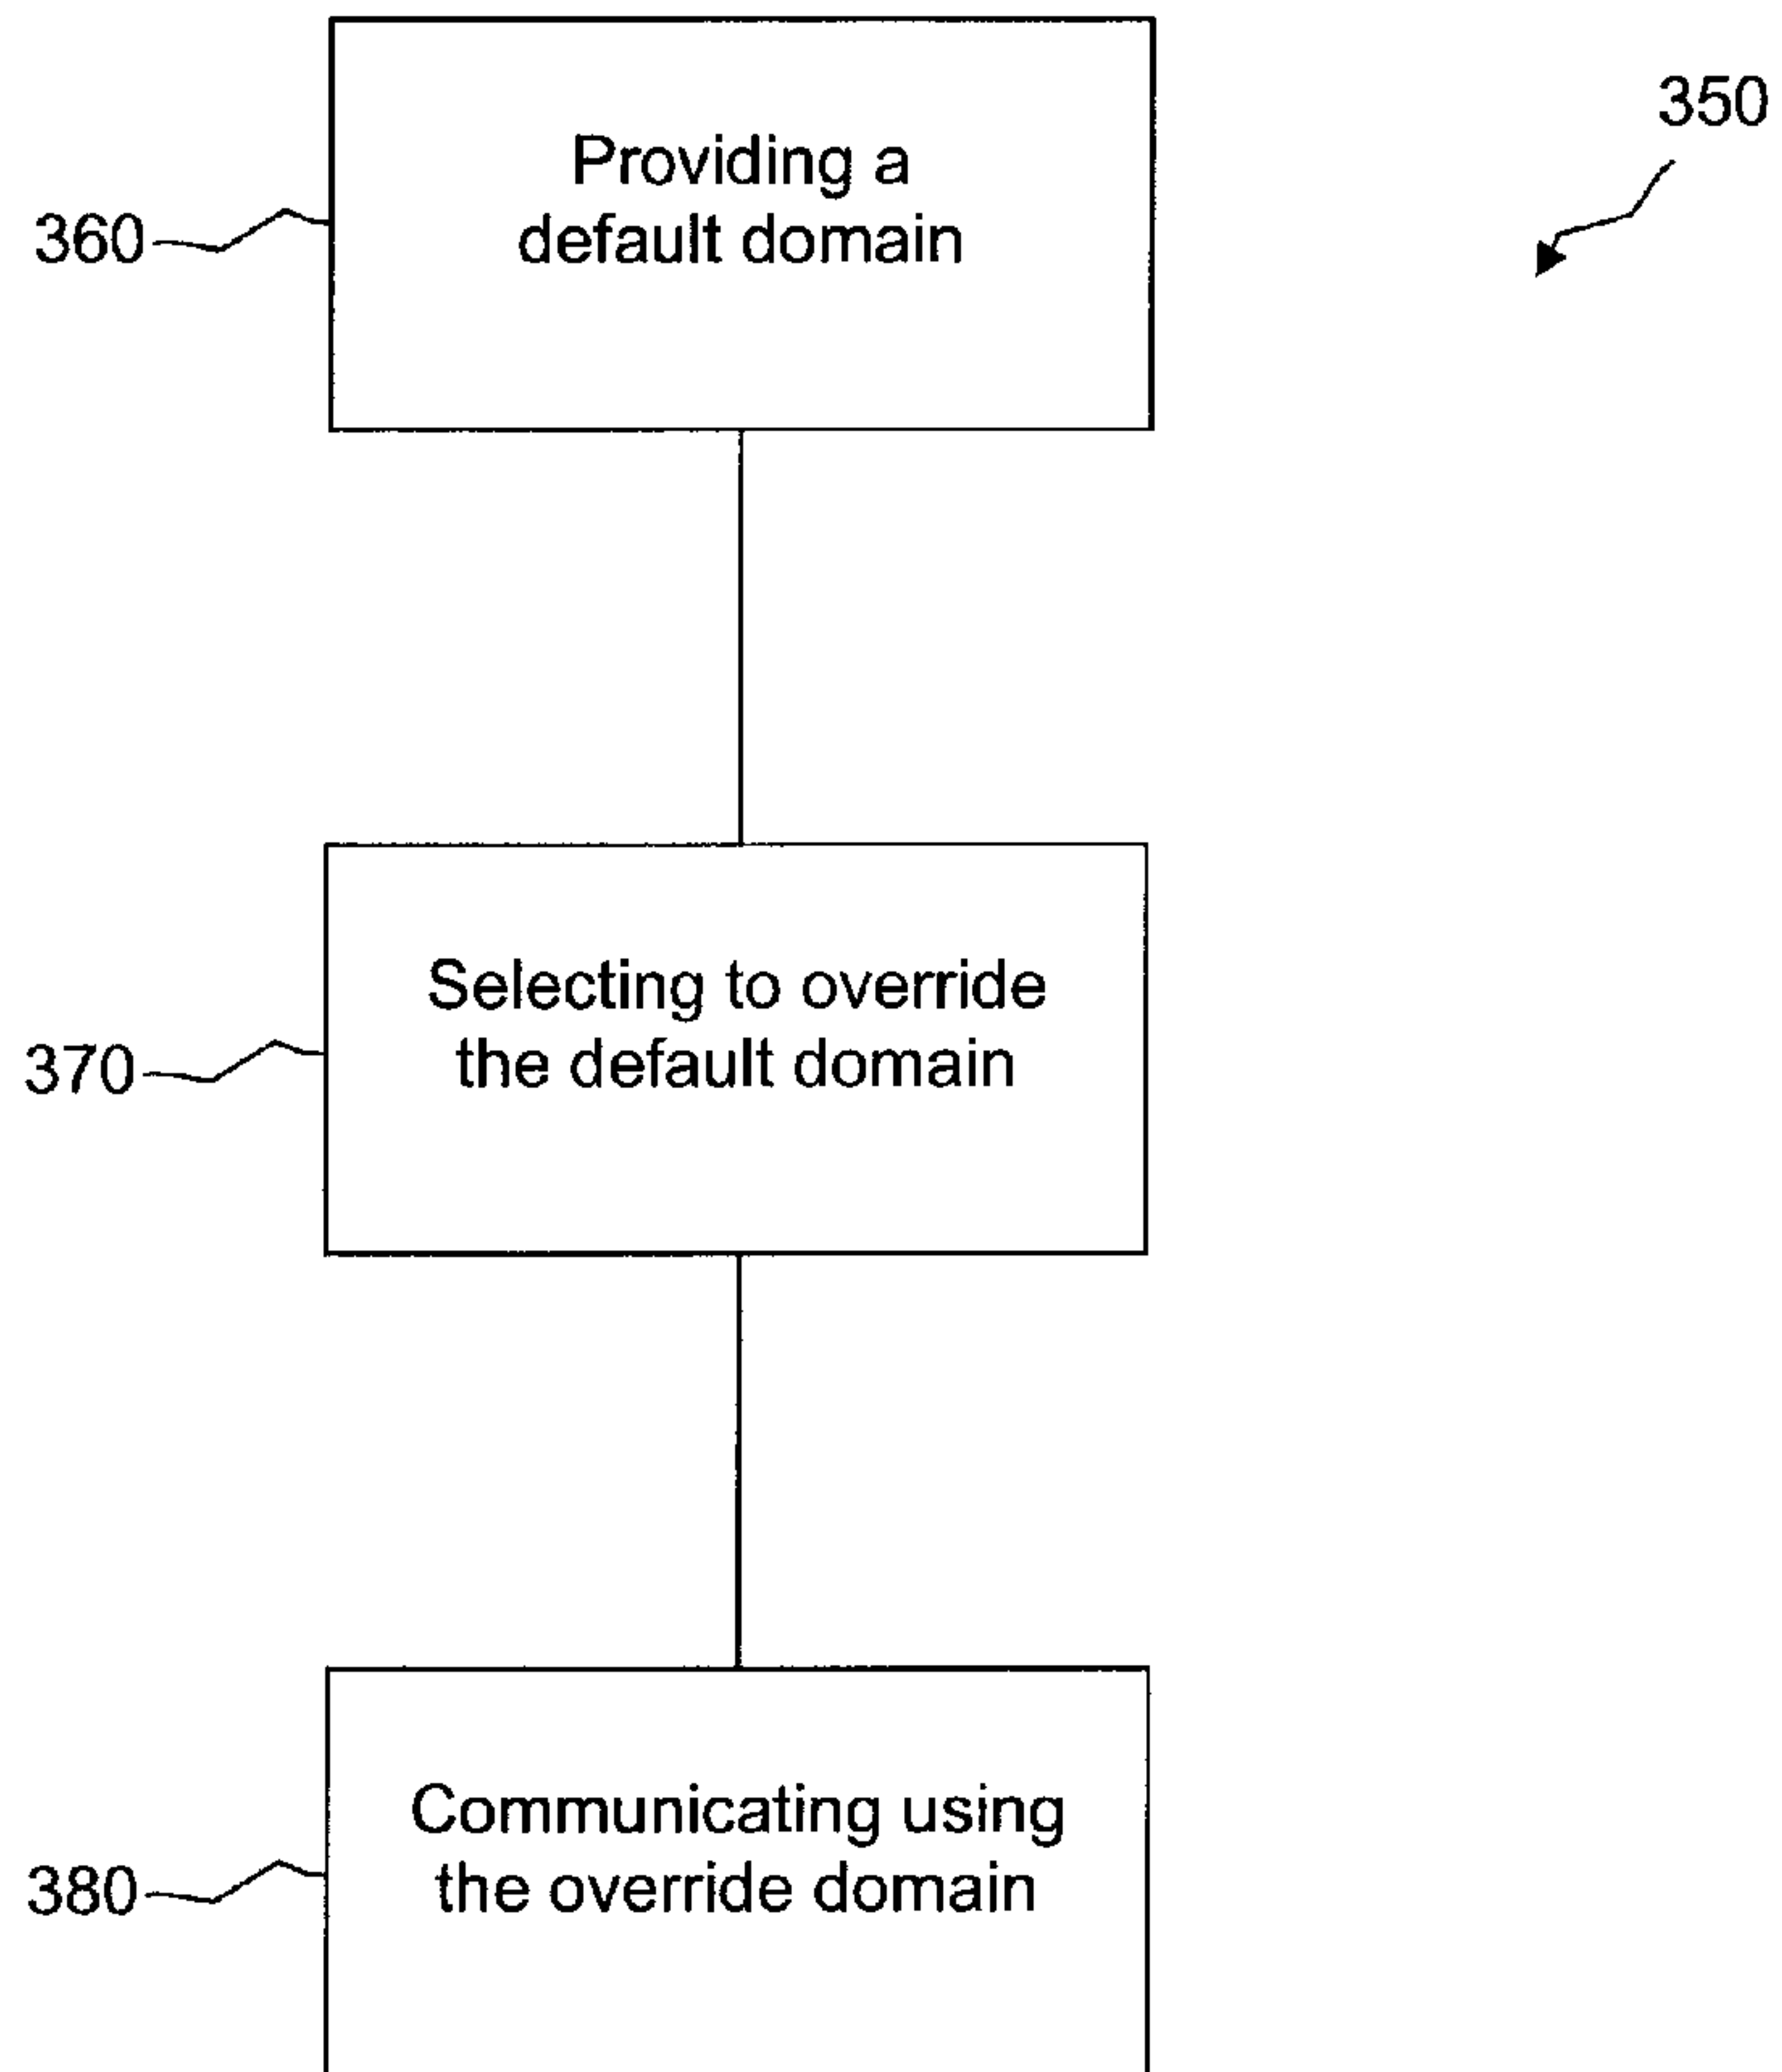 350
Providing a
default domain
360
Selecting to override
the default domain
370
Communicating using
the override domain
380